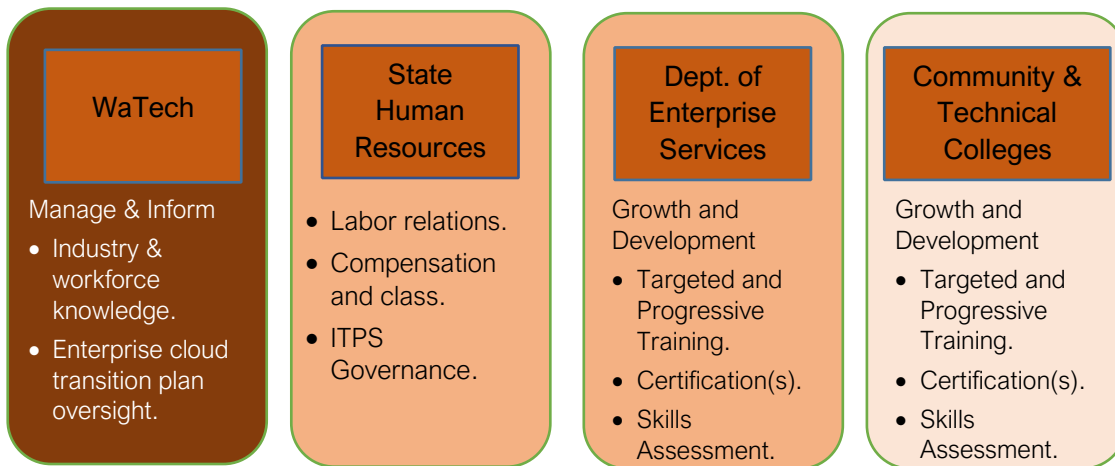 WaTech
Manage & Inform
• Industry &
workforce
knowledge.
• Enterprise cloud
transition plan
oversight.
State
Human
Resources
• Labor relations.
• Compensation
and class.
• ITPS
Governance.
Dept. of
Enterprise
Services
Growth and
Development
• Targeted and
Progressive
Training.
• Certification(s).
• Skills
Assessment.
Community &
Technical
Colleges
Growth and
Development
• Targeted and
Progressive
Training.
• Certification(s).
• Skills
Assessment.